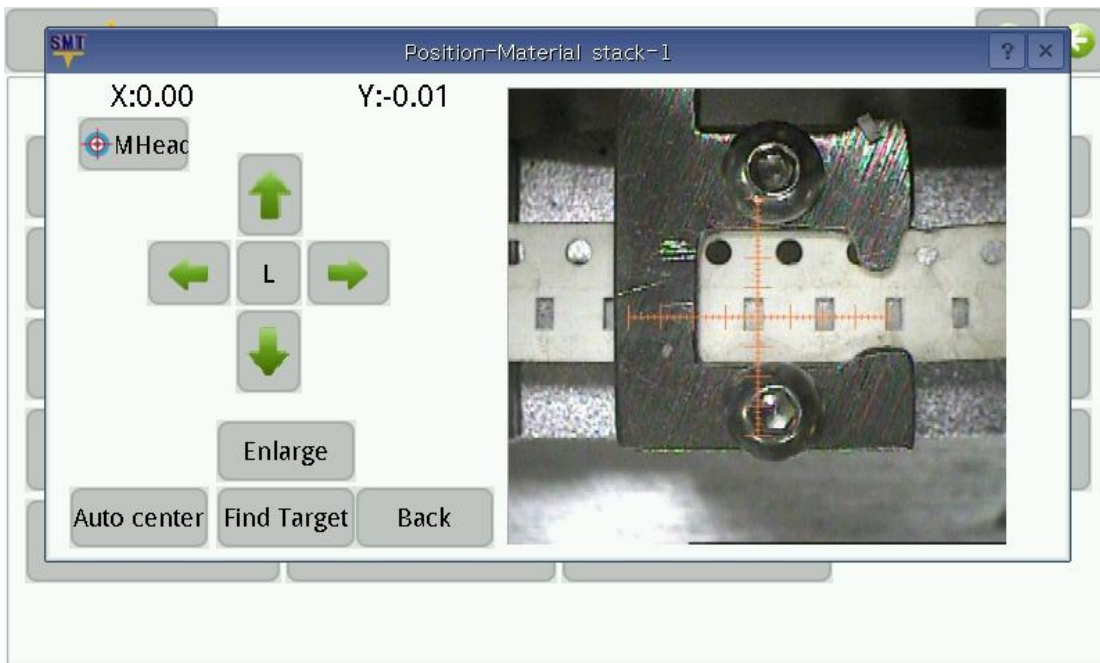 SMT
Position-Material stack-1
? ×
X:0.00 Y:-0.01
MHead
L
Enlarge
Auto center Find Target Back